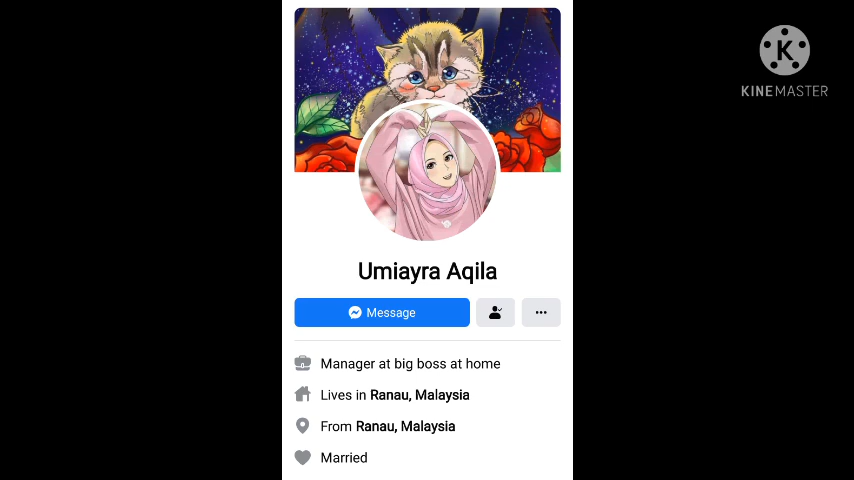 KINEMASTER
Umiayra Aqila
Message
Manager at big boss at home
Lives in Ranau, Malaysia
From Ranau, Malaysia
Married